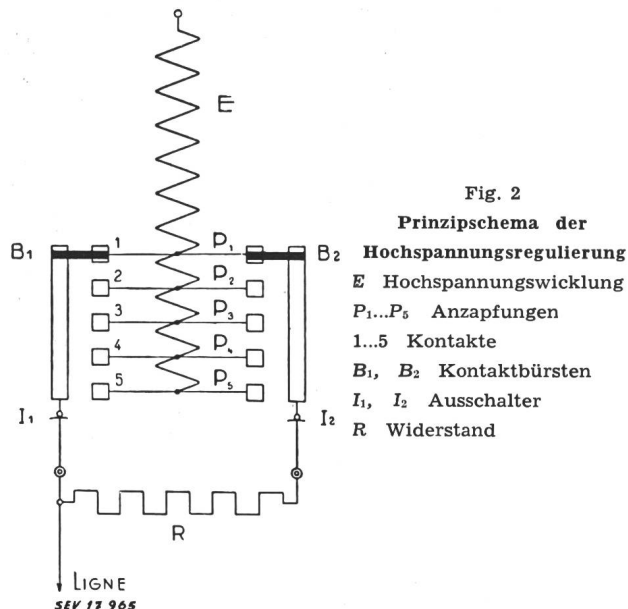 E
B₁ 1 P₁ B₂
2 P₂
3 P₃
4 P₄
5 P₅
I₁ I₂
R
LIGNE
SEV 17 965
Fig. 2
Prinzipschema der
Hochspannungsregulierung
E Hochspannungswicklung
P₁...P₅ Anzapfungen
1...5 Kontakte
B₁, B₂ Kontaktbürsten
I₁, I₂ Ausschalter
R Widerstand